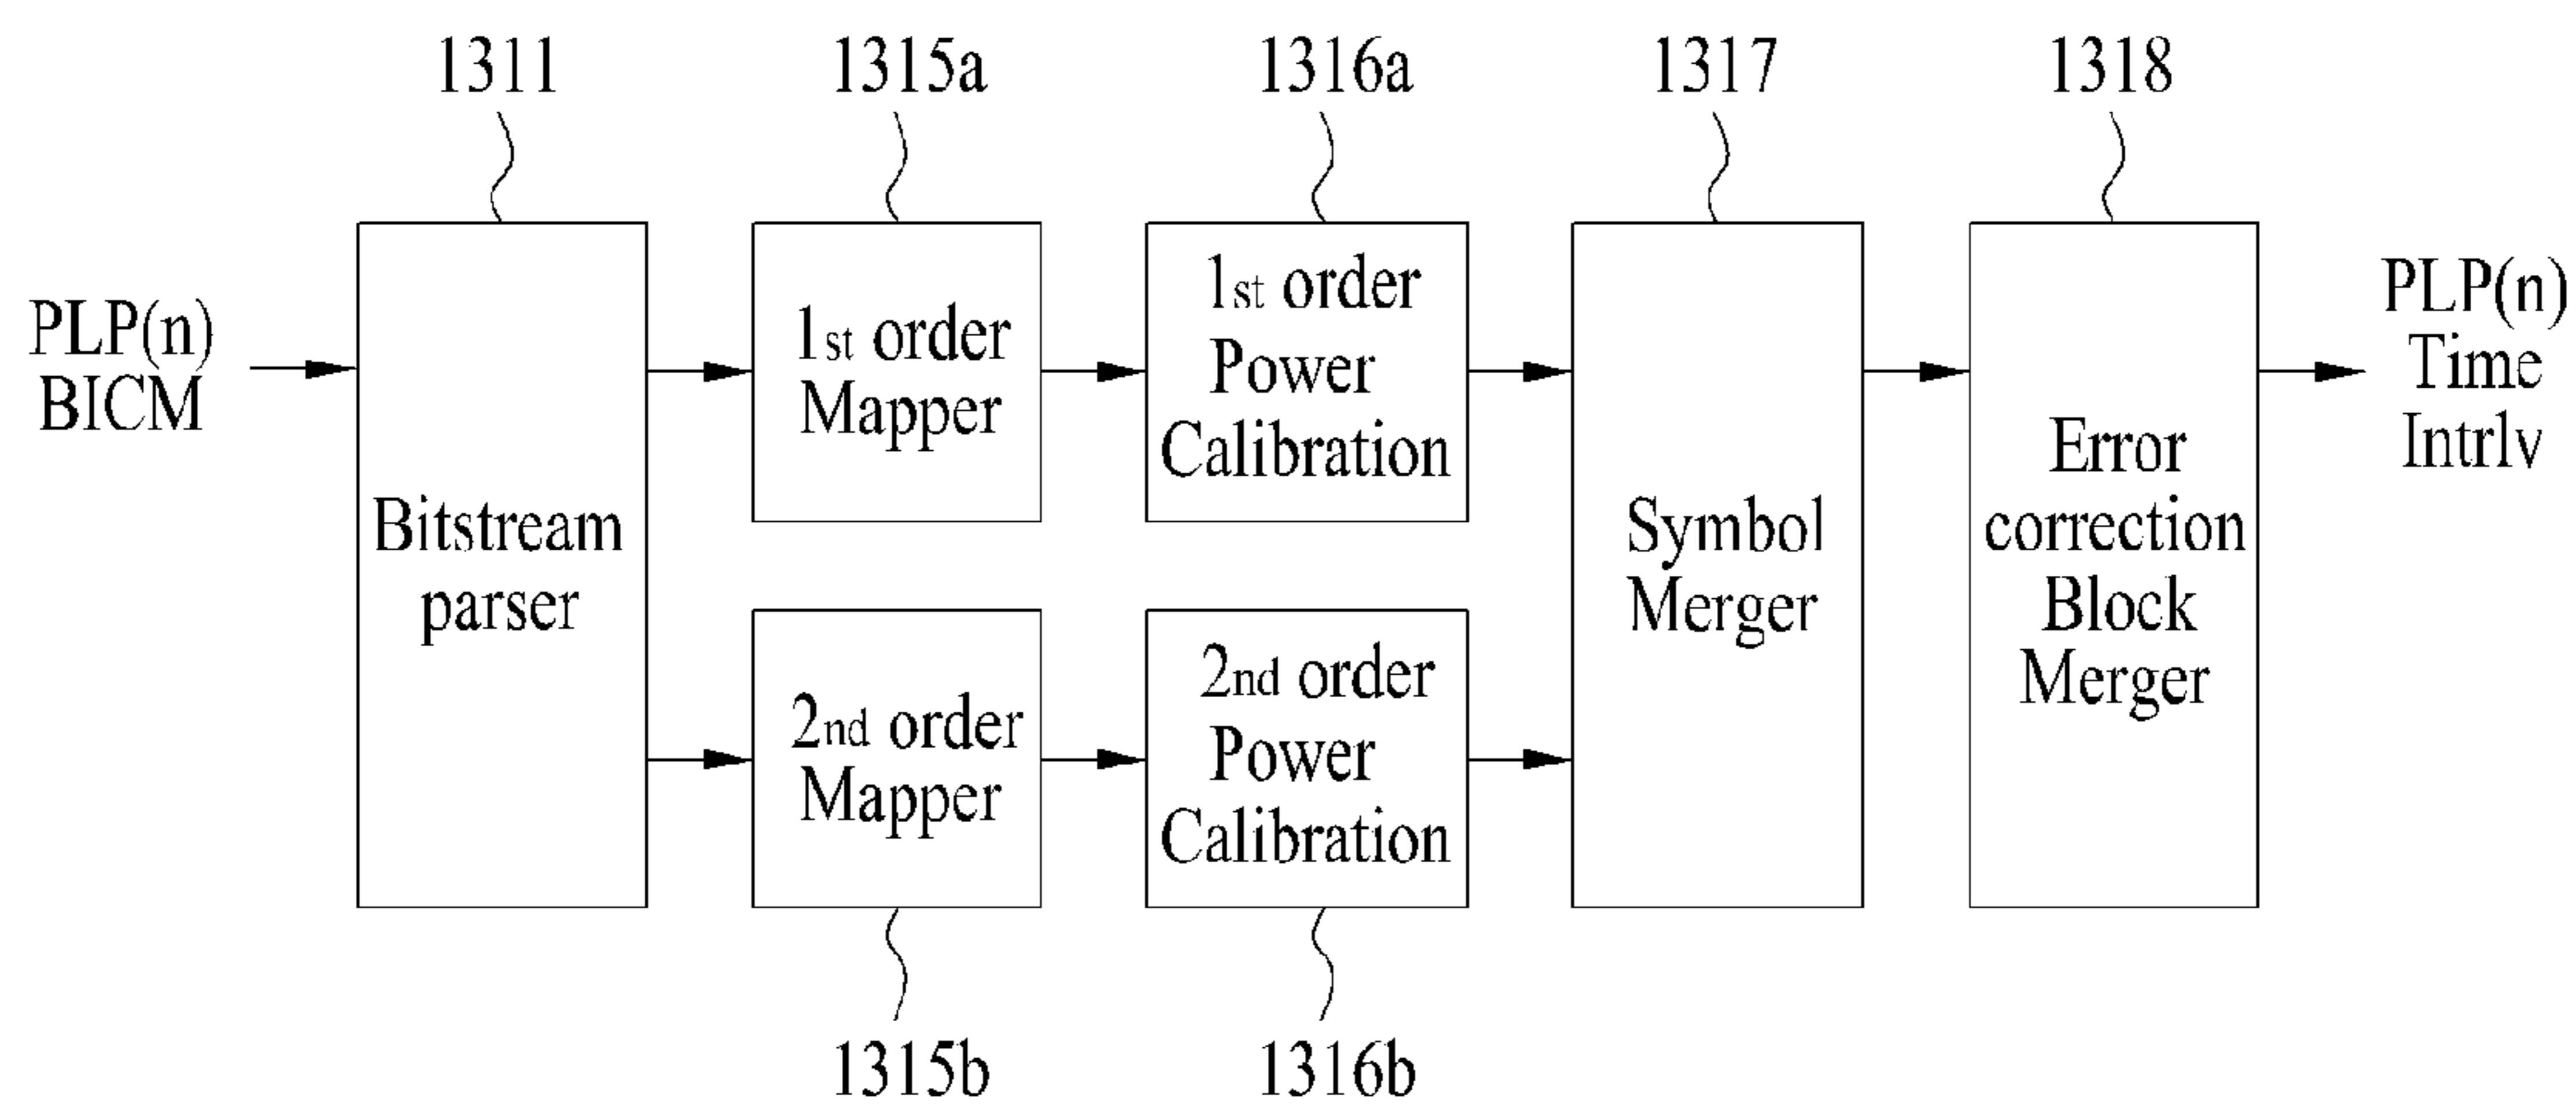 1311
1315a
1316a
1317
1318
PLP(n)
BICM
Bitstream
parser
1st order
Mapper
1st order
Power
Calibration
2nd order
Mapper
2nd order
Power
Calibration
Symbol
Merger
Error
correction
Block
Merger
PLP(n)
Time
Intrlv
1315b
1316b